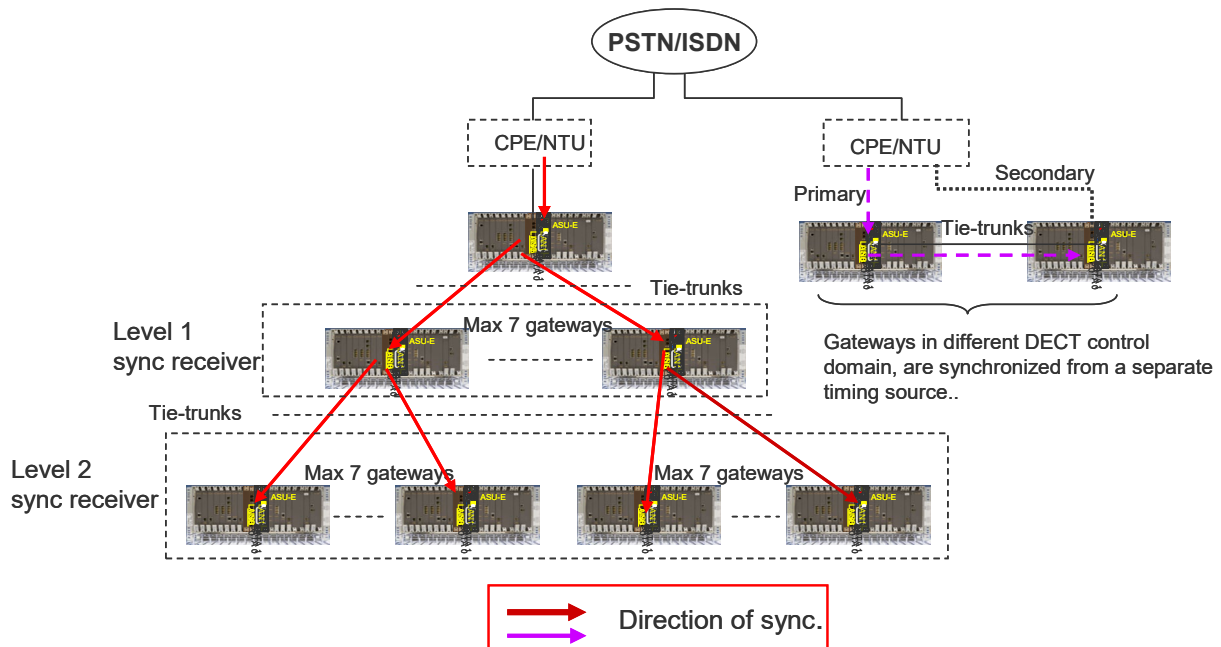 PSTN/ISDN
CPE/NTU
CPE/NTU
Secondary
Primary
ASU-E
ASU-E
Tie-trunks
ASU-E
Tie-trunks
Level 1
sync receiver
Max 7 gateways
ASU-E
ASU-E
Gateways in different DECT control
domain, are synchronized from a separate
timing source..
Tie-trunks
Level 2
sync receiver
Max 7 gateways
Max 7 gateways
ASU-E
ASU-E
ASU-E
ASU-E
Direction of sync.